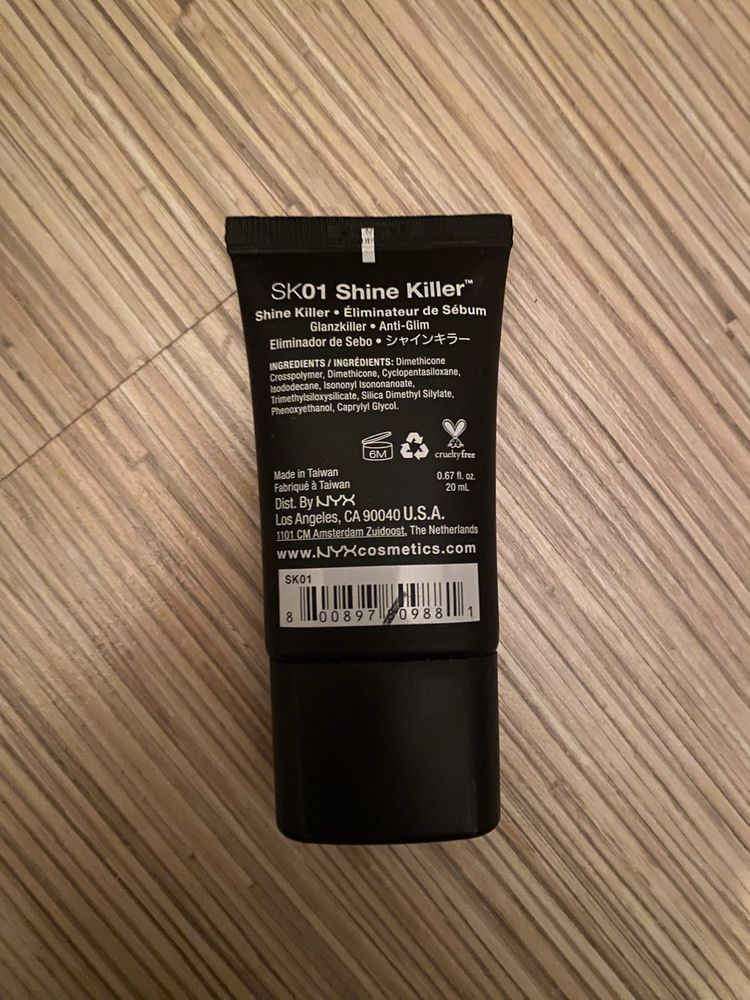 SK01 Shine Killer™
Shine Killer • Éliminateur de Sébum
Glanzkiller • Anti-Glim
Eliminador de Sebo • シャインキラー
INGREDIENTS / INGRÉDIENTS: Dimethicone
Crosspolymer, Dimethicone, Cyclopentasiloxane,
Isododecane, Isononyl Isononanoate,
Trimethylsiloxysilicate, Silica Dimethyl Silylate,
Phenoxyethanol, Caprylyl Glycol.
6M
crueltyfree
Made in Taiwan
Fabriqué à Taiwan
0.67 fl. oz.
20 mL
Dist. By NYX
Los Angeles, CA 90040 U.S.A.
1101 CM Amsterdam Zuidoost, The Netherlands
www.NYXcosmetics.com
SK01
8 00897 80988 1